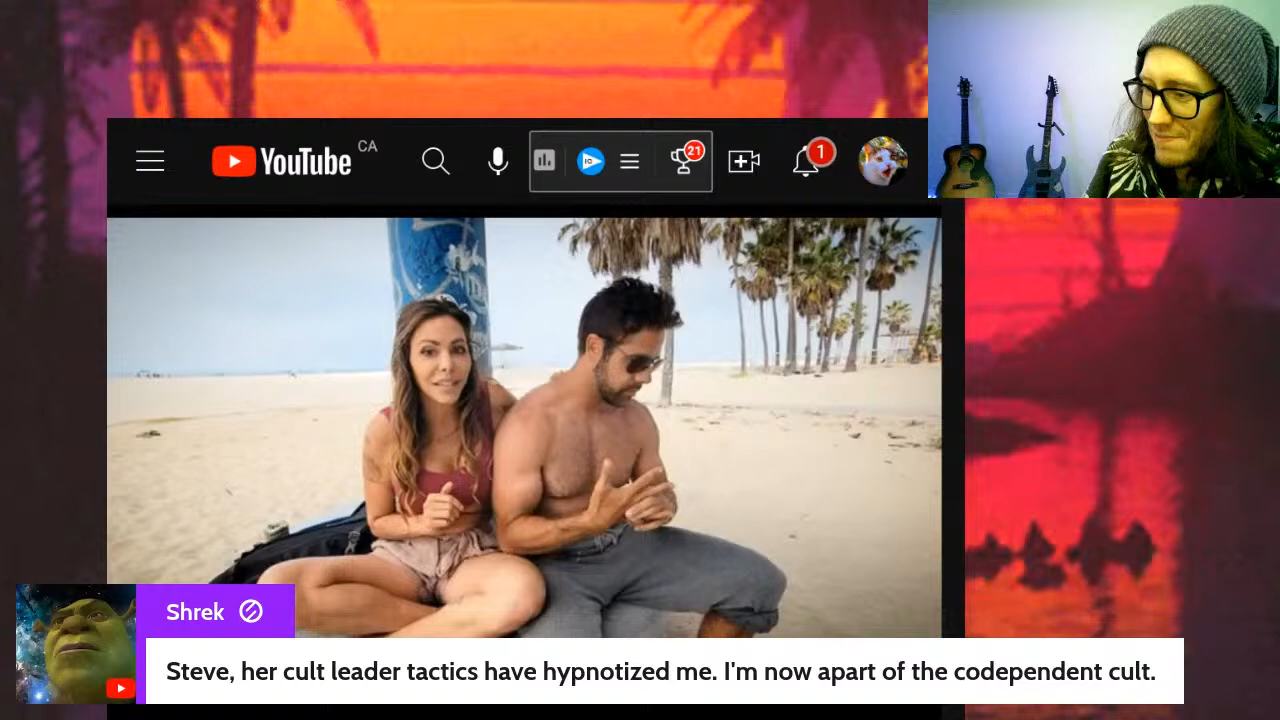 YouTube CA
21
1
Shrek
Steve, her cult leader tactics have hypnotized me. I'm now apart of the codependent cult.